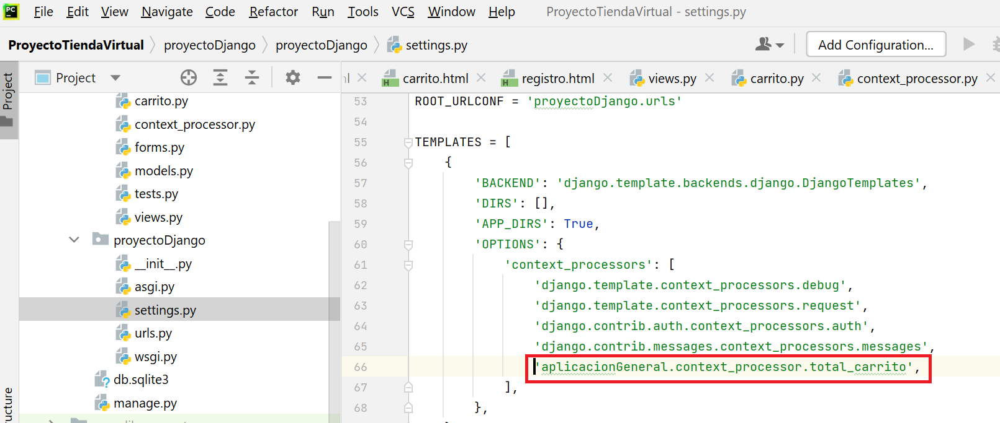 PC File Edit View Navigate Code Refactor Run Tools VCS Window Help ProyectoTiendaVirtual - settings.py
ProyectoTiendaVirtual proyectoDjango proyectoDjango settings.py Add Configuration...
Project
Project
carrito.html registro.html views.py carrito.py context_processor.py
carrito.py
context_processor.py
forms.py
models.py
tests.py
views.py
proyectoDjango
__init__.py
asgi.py
settings.py
urls.py
wsgi.py
db.sqlite3
manage.py
53 ROOT_URLCONF = 'proyectoDjango.urls'
54
55 TEMPLATES = [
56 {
57 'BACKEND': 'django.template.backends.django.DjangoTemplates',
58 'DIRS': [],
59 'APP_DIRS': True,
60 'OPTIONS': {
61 'context_processors': [
62 'django.template.context_processors.debug',
63 'django.template.context_processors.request',
64 'django.contrib.auth.context_processors.auth',
65 'django.contrib.messages.context_processors.messages',
66 'aplicacionGeneral.context_processor.total_carrito',
67 ],
68 },